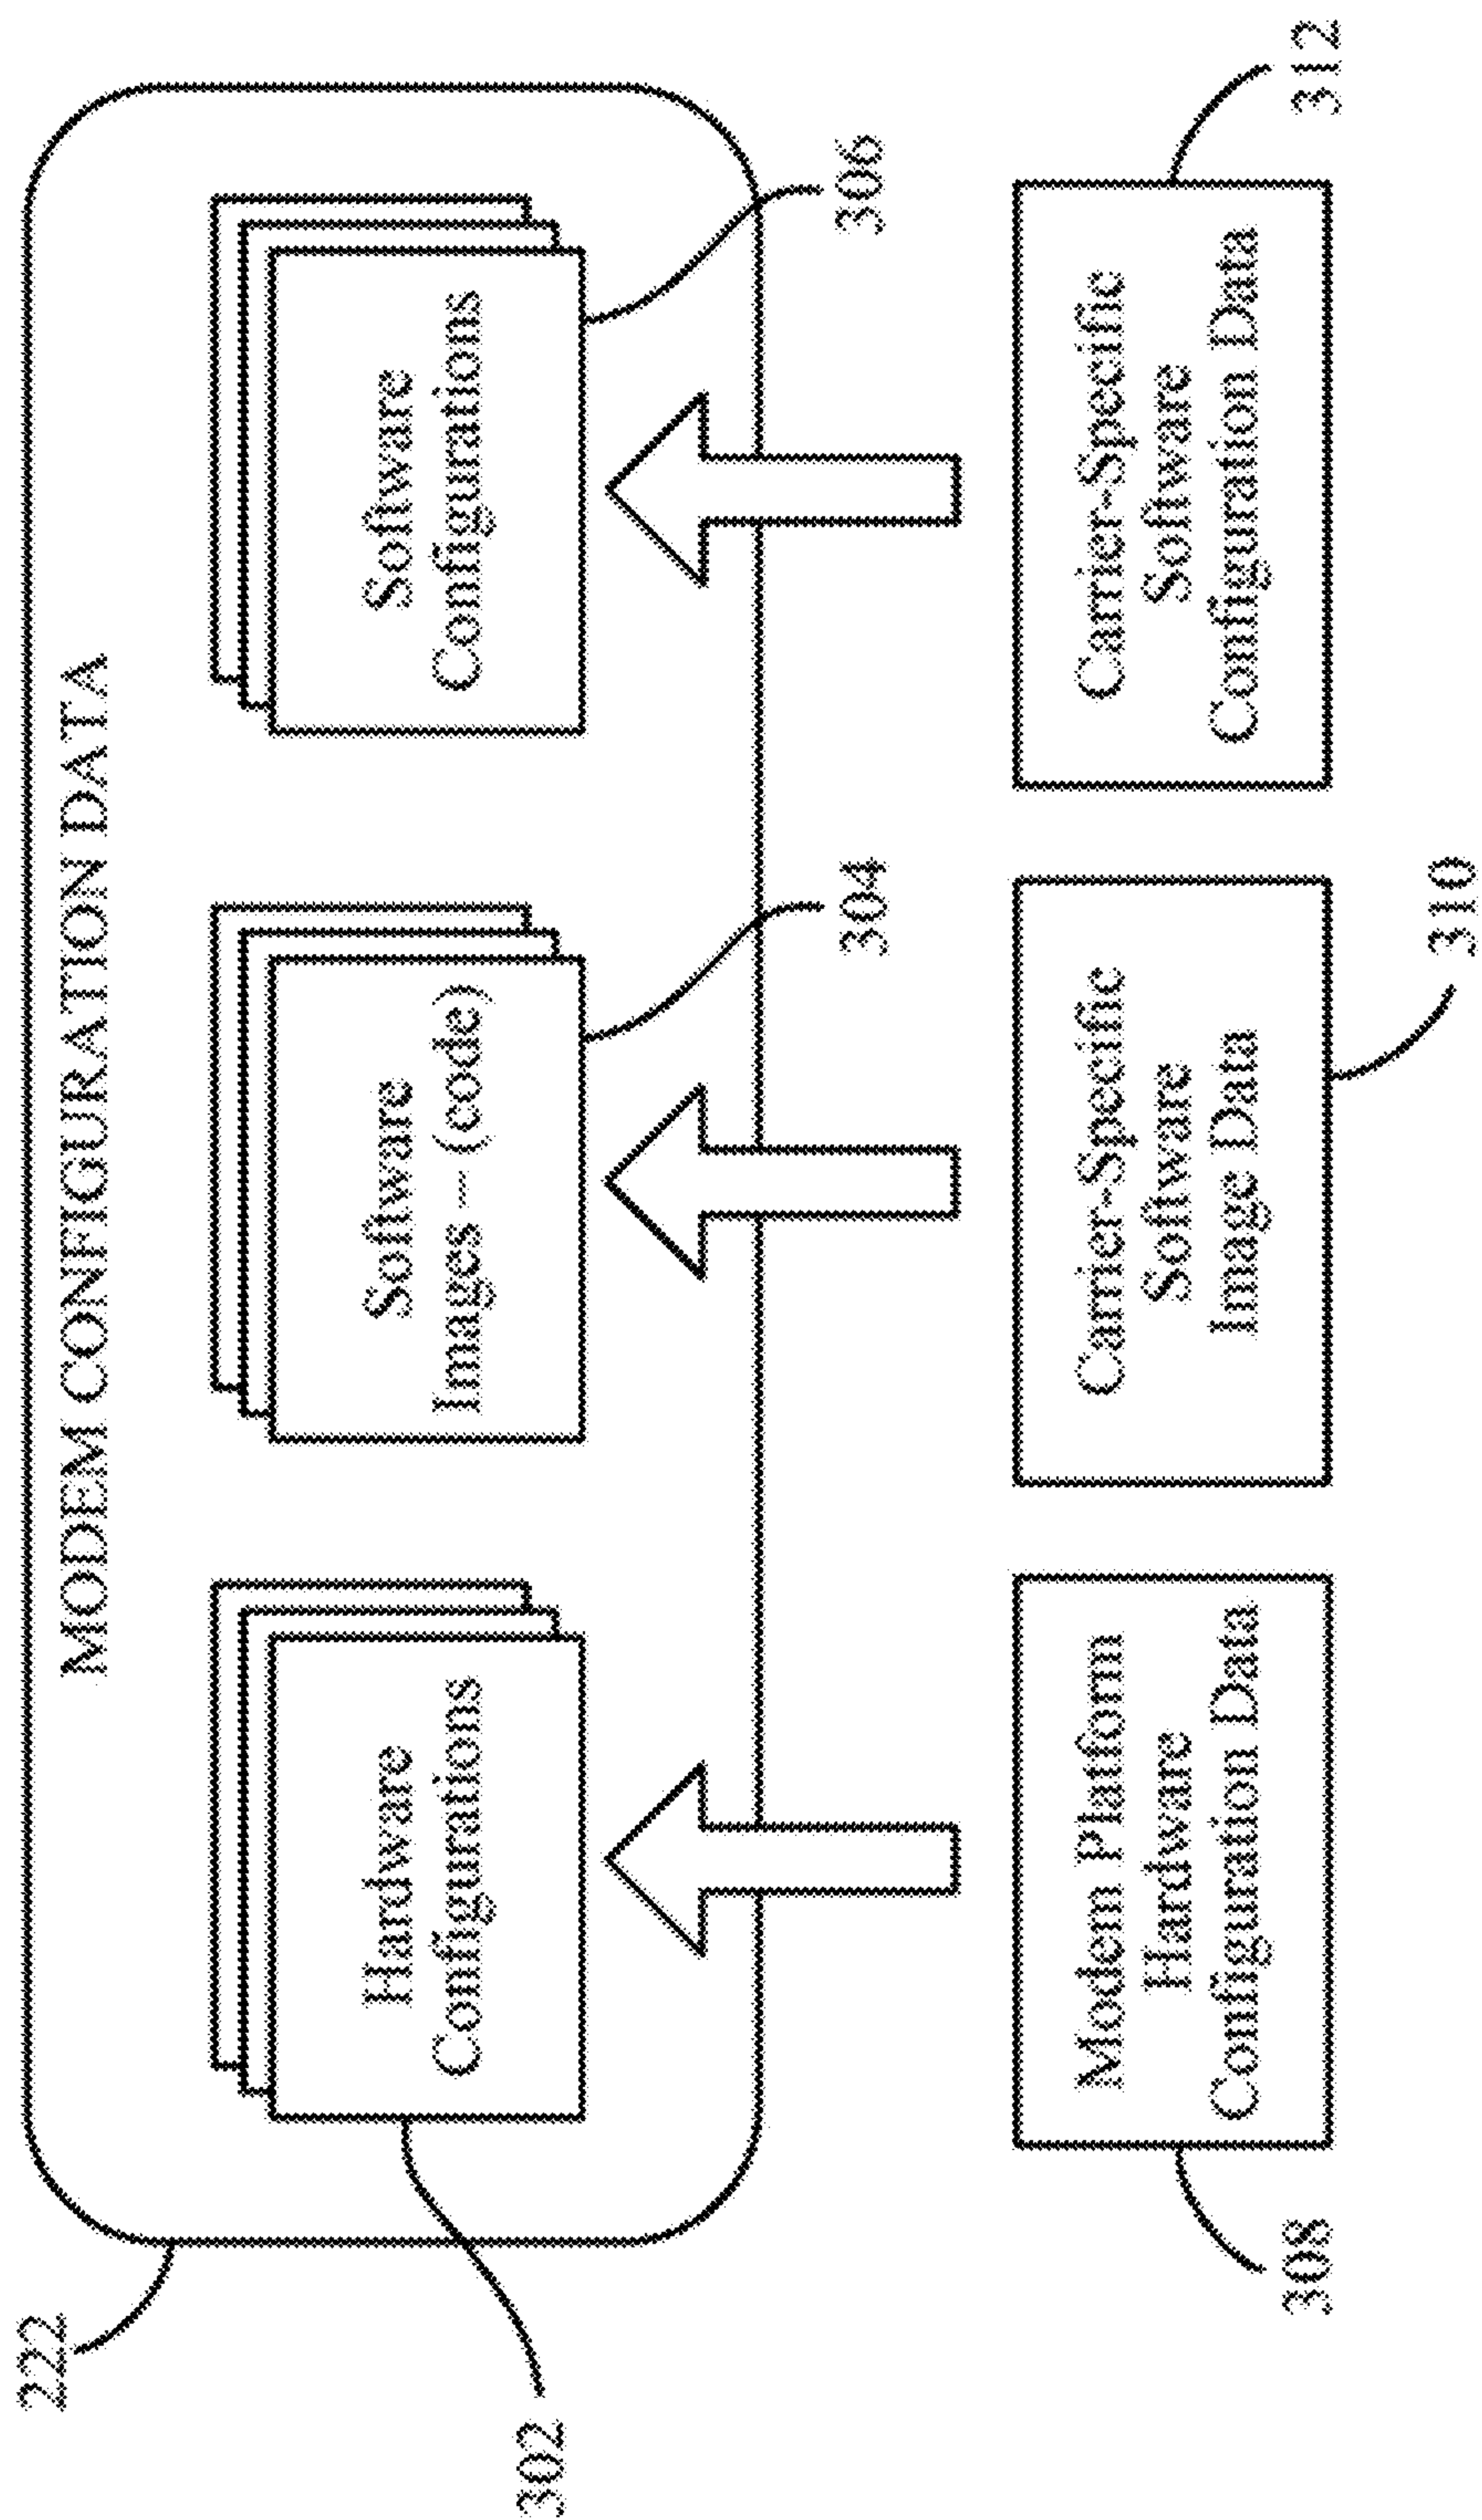 222
MODEM CONFIGURATION DATA
Hardware
Configurations
Software
Images – (code)
Software
Configurations
302
304
306
Modem Platform
Hardware
Configuration Data
Carrier-Specific
Software
Image Data
Carrier-Specific
Software
Configuration Data
308
310
312